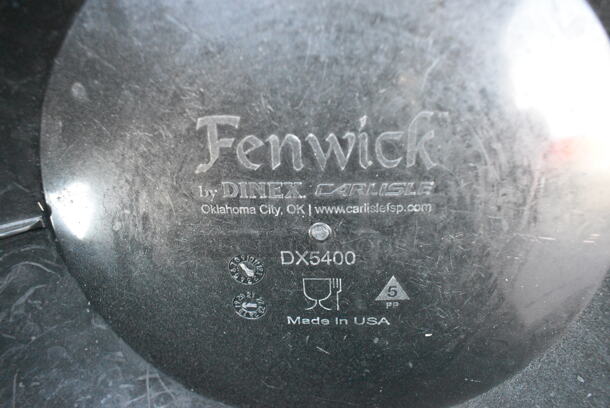 Fenwick
by DINEX CARLISLE
Oklahoma City, OK | www.carlislefsp.com
DX5400
5
PP
Made In USA